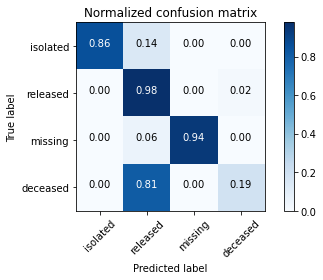 Normalized confusion matrix
True label
isolated 0.86 0.14 0.00 0.00
released 0.00 0.98 0.00 0.02
missing 0.00 0.06 0.94 0.00
deceased 0.00 0.81 0.00 0.19
isolated released missing deceased
Predicted label
0.8
0.6
0.4
0.2
0.0